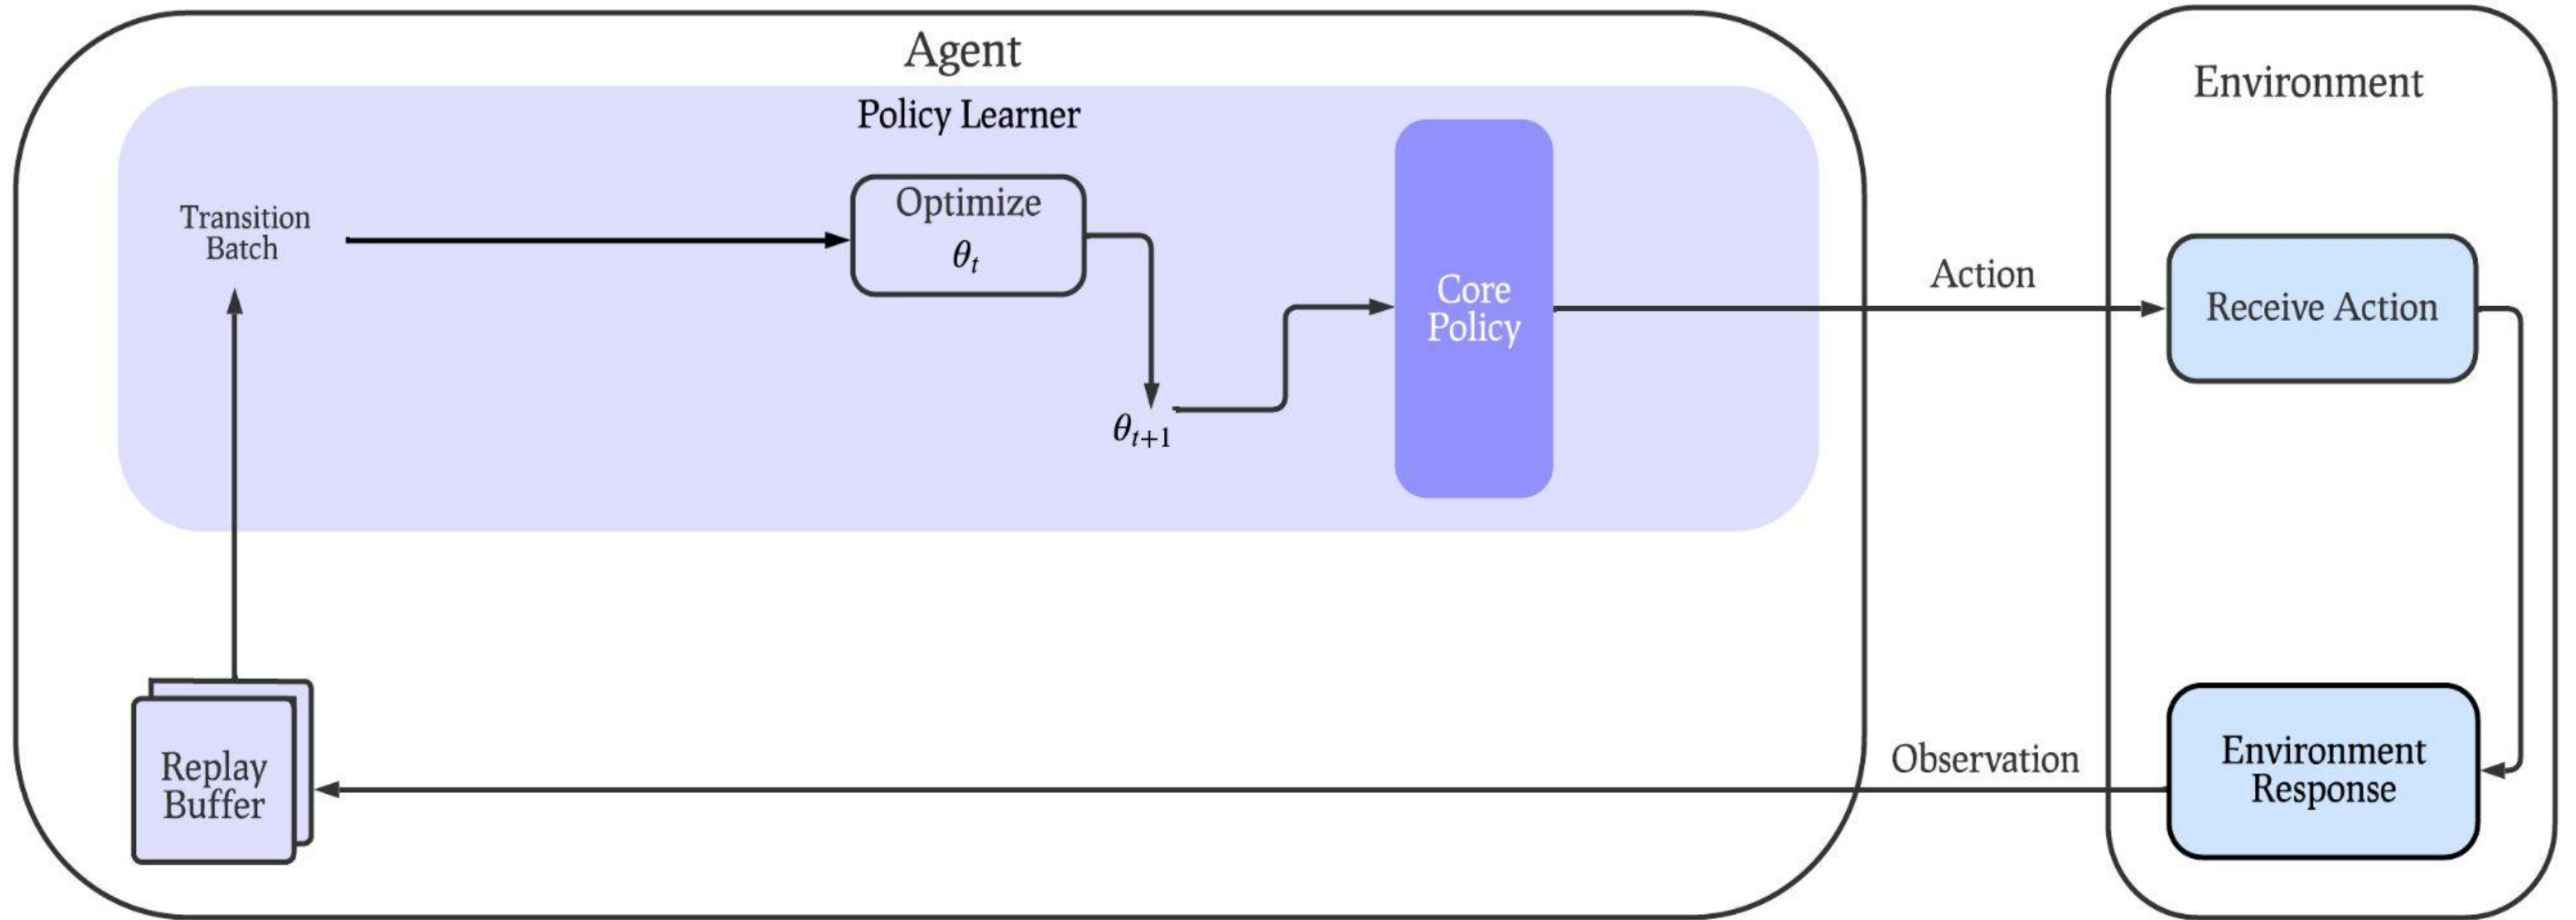 Agent
Policy Learner
Transition
Batch
Optimize
θt
θt+1
Core
Policy
Action
Environment
Receive Action
Replay
Buffer
Observation
Environment
Response